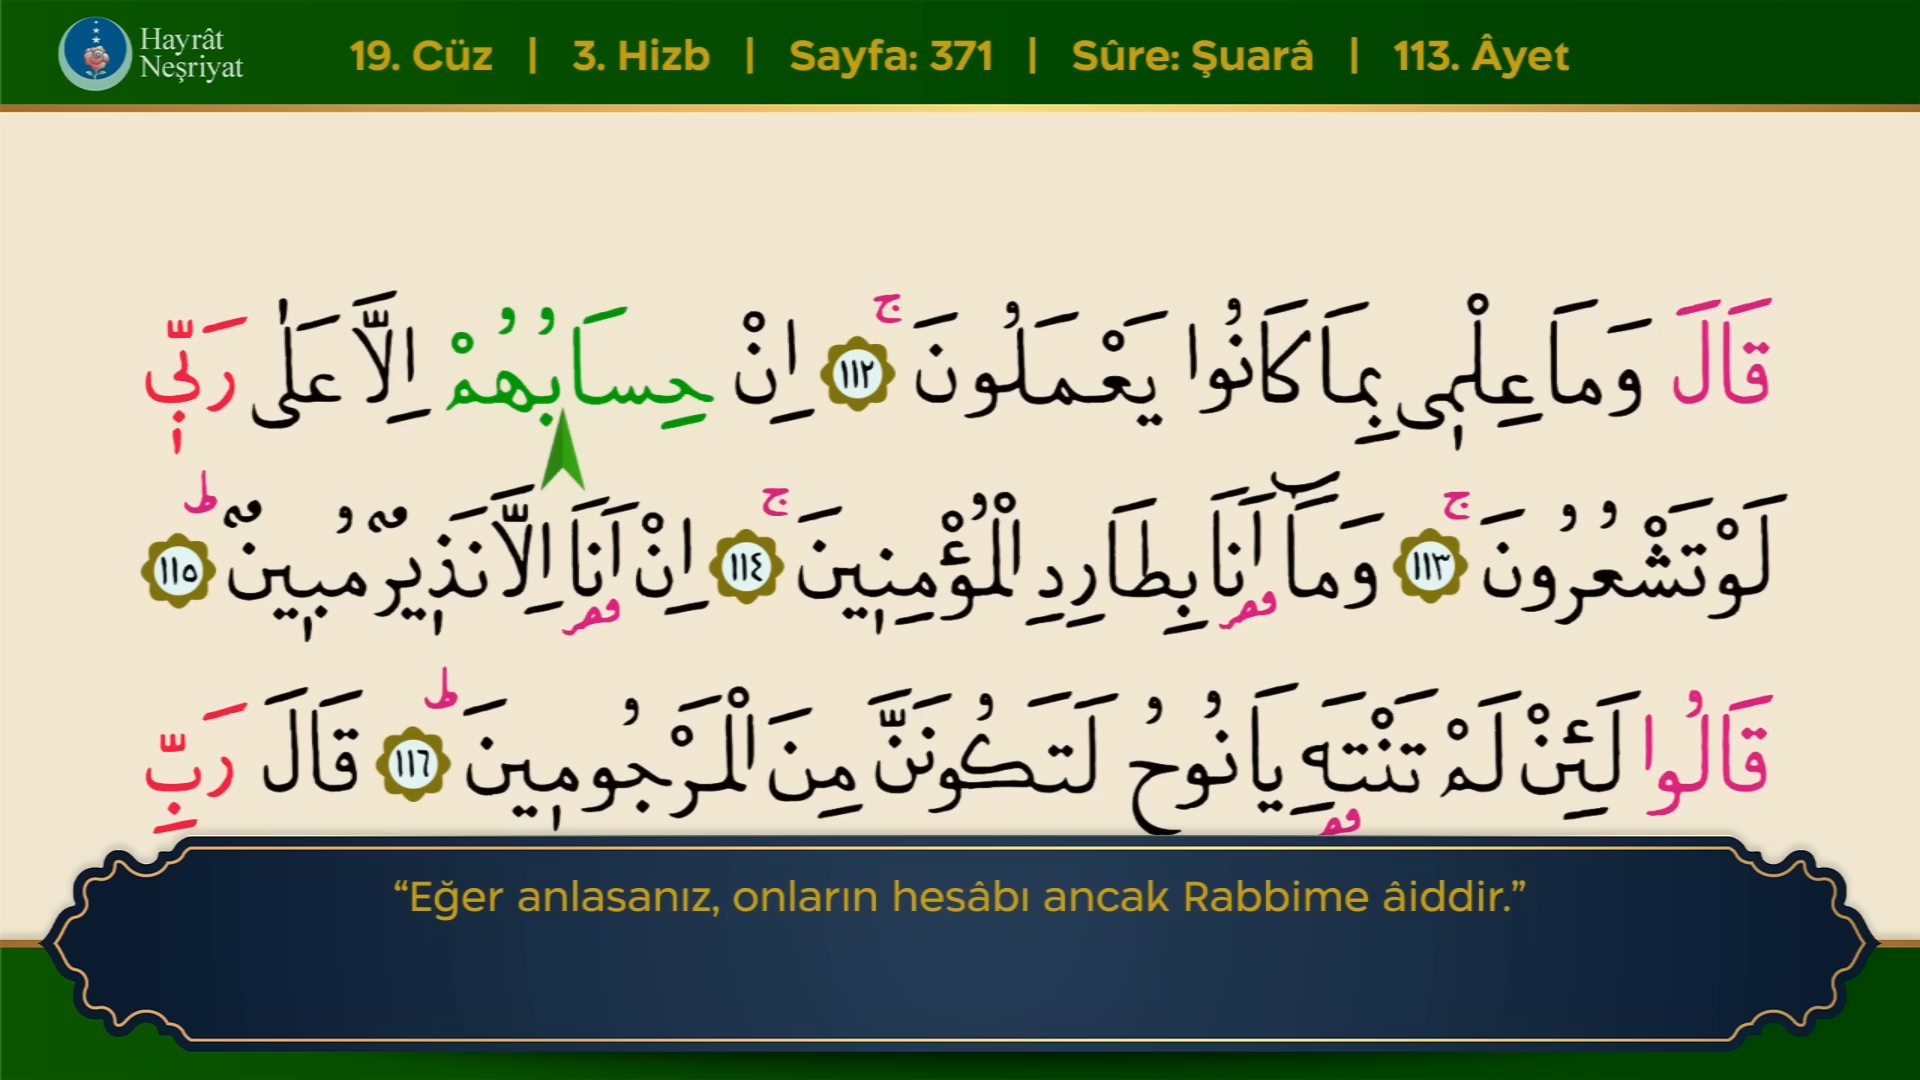 Hayrât
Neşriyat
19. Cüz | 3. Hizb | Sayfa: 371 | Sûre: Şuarâ | 113. Âyet
قَالَ وَمَا عِلْم۪ى بِمَا كَانُوا يَعْمَلُونَۚ ﴿١١٢﴾ اِنْ حِسَابُهُمْ اِلَّا عَلٰى رَبّ۪ى
لَوْ تَشْعُرُونَۚ ﴿١١٣﴾ وَمَٓا اَنَا۬ بِطَارِدِ الْمُؤْمِن۪ينَۚ ﴿١١٤﴾ اِنْ اَنَا۬ اِلَّا نَذ۪يرٌ مُب۪ينٌۜ ﴿١١٥﴾
قَالُوا لَئِنْ لَمْ تَنْتَهِ يَا نُوحُ لَتَكُونَنَّ مِنَ الْمَرْجُوم۪ينَۜ ﴿١١٦﴾ قَالَ رَبِّ
“Eğer anlasanız, onların hesâbı ancak Rabbime âiddir.”